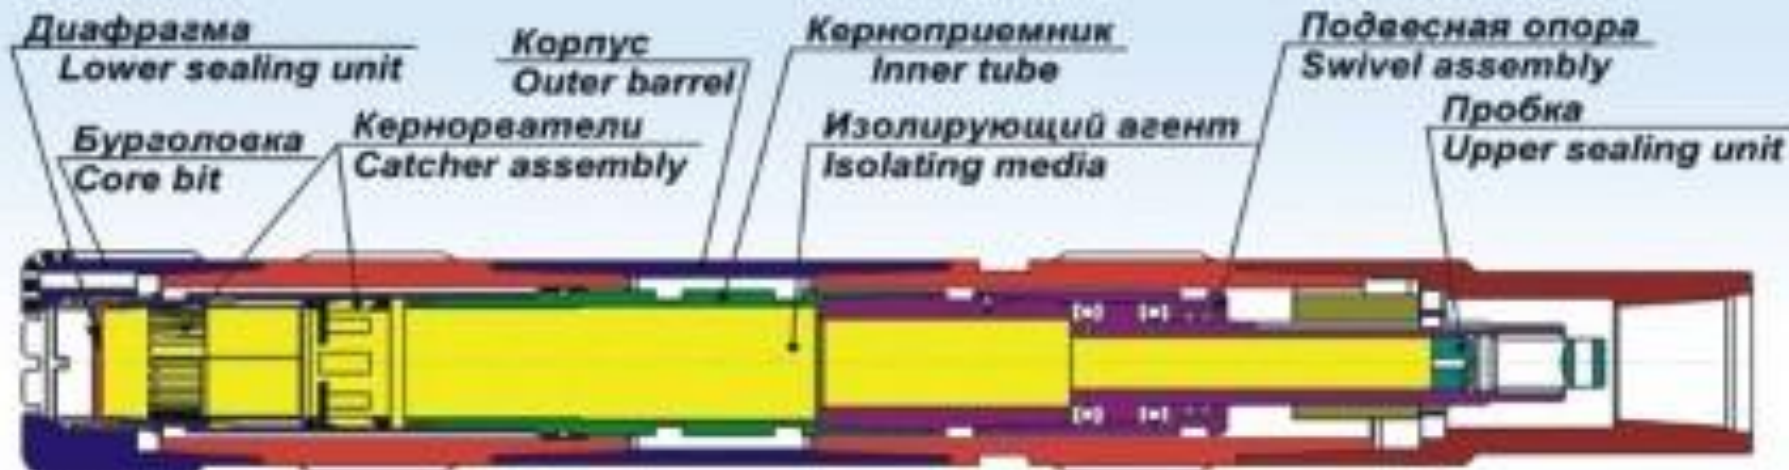 Диафрагма
Lower sealing unit
Корпус
Outer barrel
Керноприемник
Inner tube
Подвесная опора
Swivel assembly
Бурголовка
Core bit
Кернорватели
Catcher assembly
Изолирующий агент
Isolating media
Пробка
Upper sealing unit